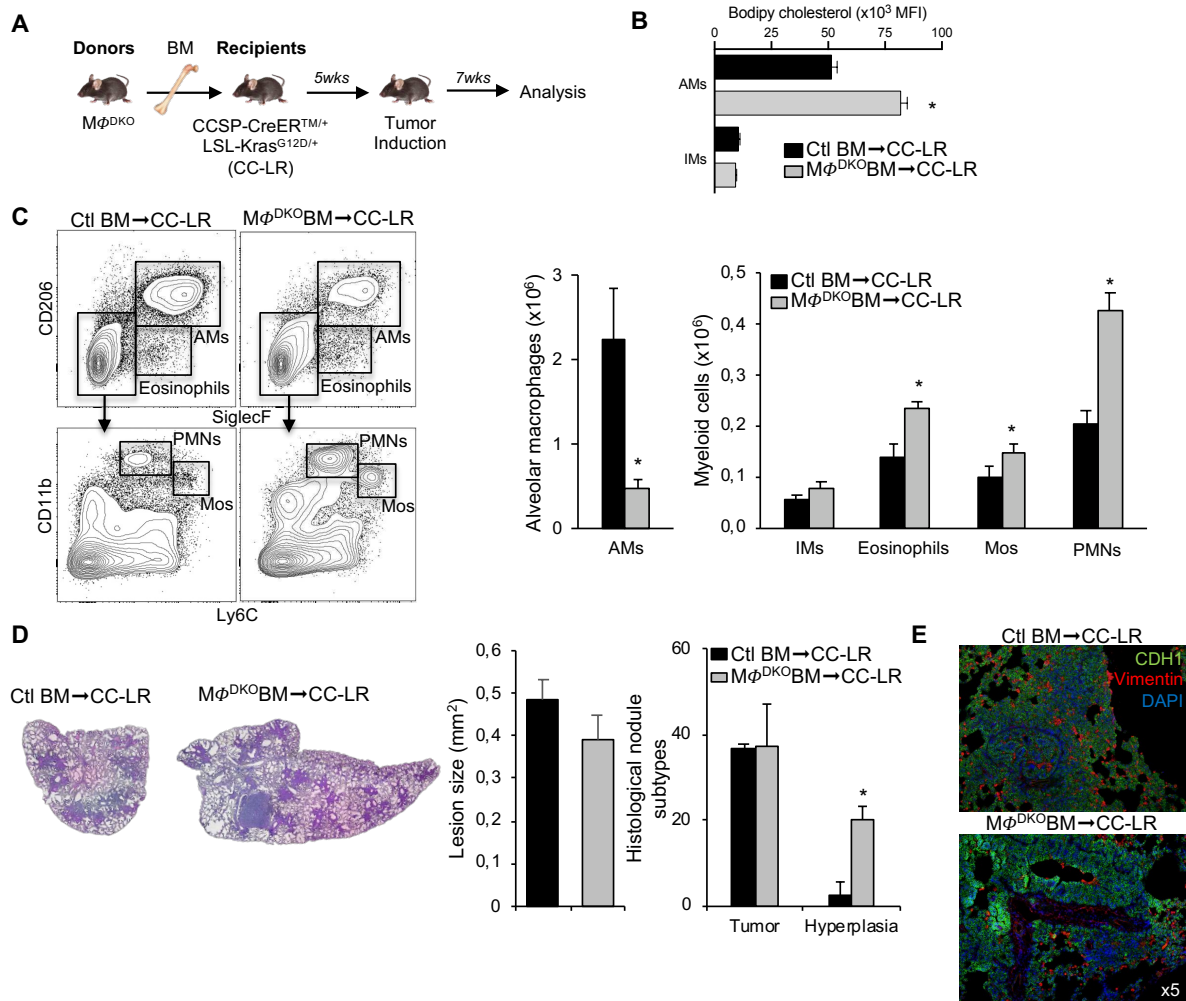 A
Donors
BM
Recipients
5wks
7wks
Analysis
MΦᴰᴷᴼ
CCSP-CreERᵀᴹ/⁺
LSL-Krasᴳ¹²ᴰ/⁺
(CC-LR)
Tumor
Induction
B
Bodipy cholesterol (x10³ MFI)
0
50
100
AMs
*
IMs
Ctl BM→CC-LR
MΦᴰᴷᴼBM→CC-LR
C
Ctl BM→CC-LR
MΦᴰᴷᴼBM→CC-LR
CD206
AMs
AMs
Eosinophils
Eosinophils
SiglecF
PMNs
PMNs
Mos
Mos
CD11b
Ly6C
Alveolar macrophages (x10⁶)
3
2
1
0
*
AMs
Myeloid cells (x10⁶)
0,6
0,5
0,4
0,3
0,2
0,1
0,0
Ctl BM→CC-LR
MΦᴰᴷᴼBM→CC-LR
*
*
*
IMs
Eosinophils
Mos
PMNs
D
Ctl BM→CC-LR
MΦᴰᴷᴼBM→CC-LR
Lesion size (mm²)
0,6
0,5
0,4
0,3
0,2
0,1
0
Histological nodule
subtypes
60
40
20
0
Ctl BM→CC-LR
MΦᴰᴷᴼBM→CC-LR
*
Tumor
Hyperplasia
E
Ctl BM→CC-LR
CDH1
Vimentin
DAPI
MΦᴰᴷᴼBM→CC-LR
x5